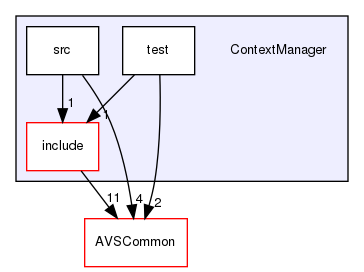 src
test
ContextManager
1
1
include
11
4
2
AVSCommon